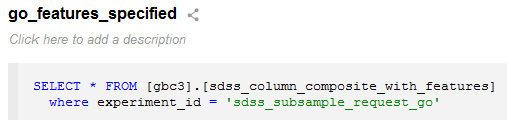 go_features_specified
Click here to add a description
SELECT * FROM [gbc3].[sdss_column_composite_with_features]
where experiment_id = 'sdss_subsample_request_go'